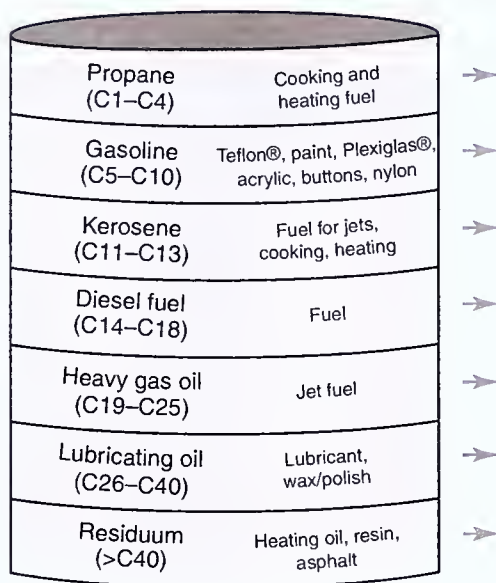 Propane
(C1–C4)
Cooking and
heating fuel
Gasoline
(C5–C10)
Teflon®, paint, Plexiglas®,
acrylic, buttons, nylon
Kerosene
(C11–C13)
Fuel for jets,
cooking, heating
Diesel fuel
(C14–C18)
Fuel
Heavy gas oil
(C19–C25)
Jet fuel
Lubricating oil
(C26–C40)
Lubricant,
wax/polish
Residuum
(>C40)
Heating oil, resin,
asphalt